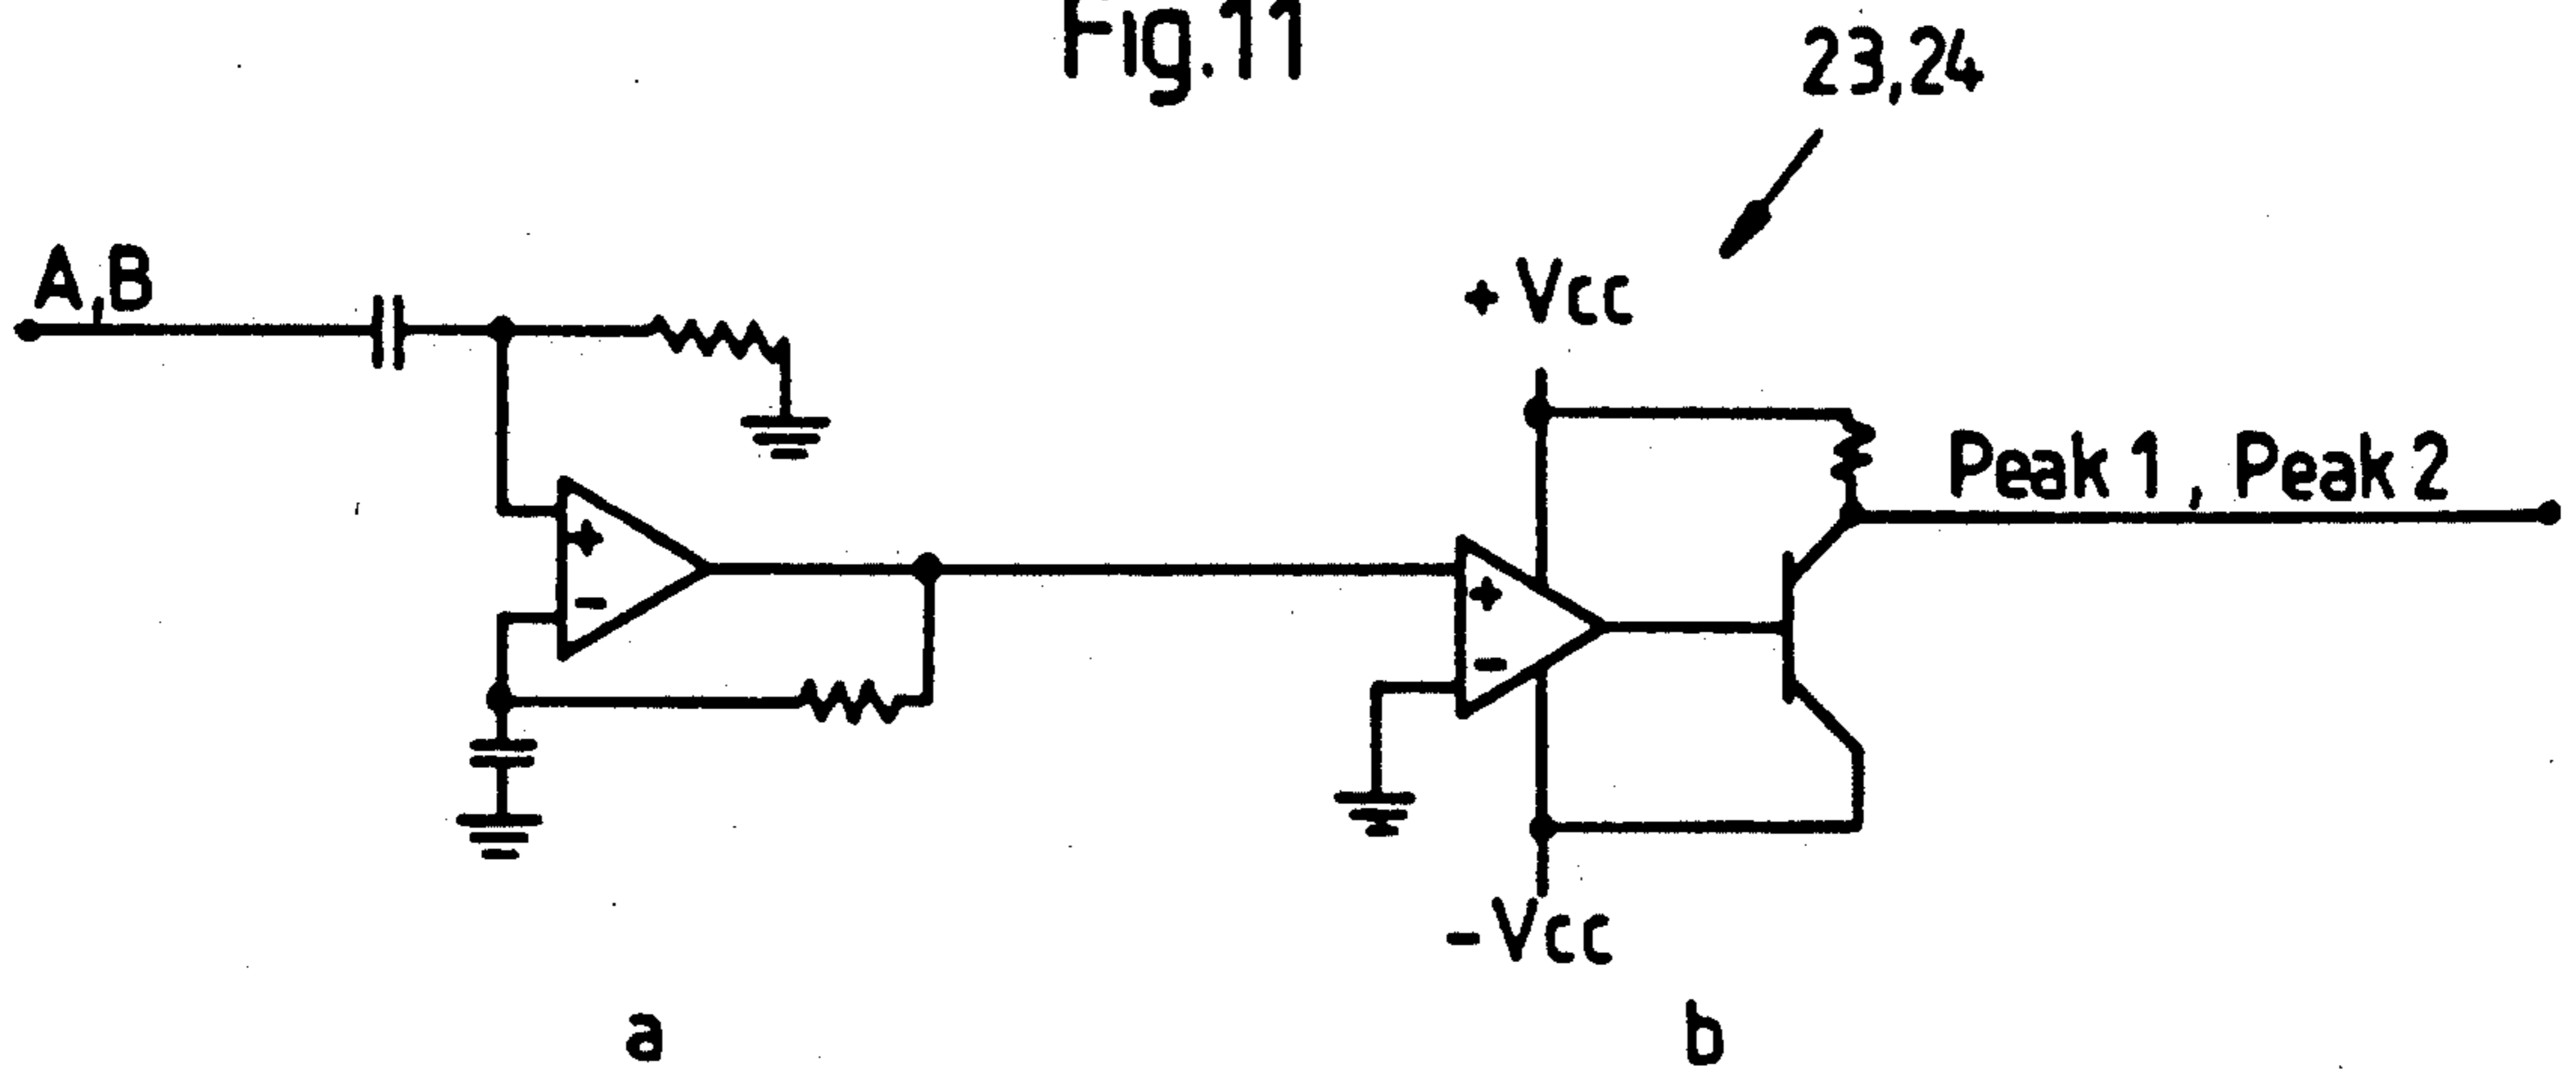 Fig.11
23,24
A,B
+Vcc
Peak 1, Peak 2
+
-
+
-
-Vcc
a
b